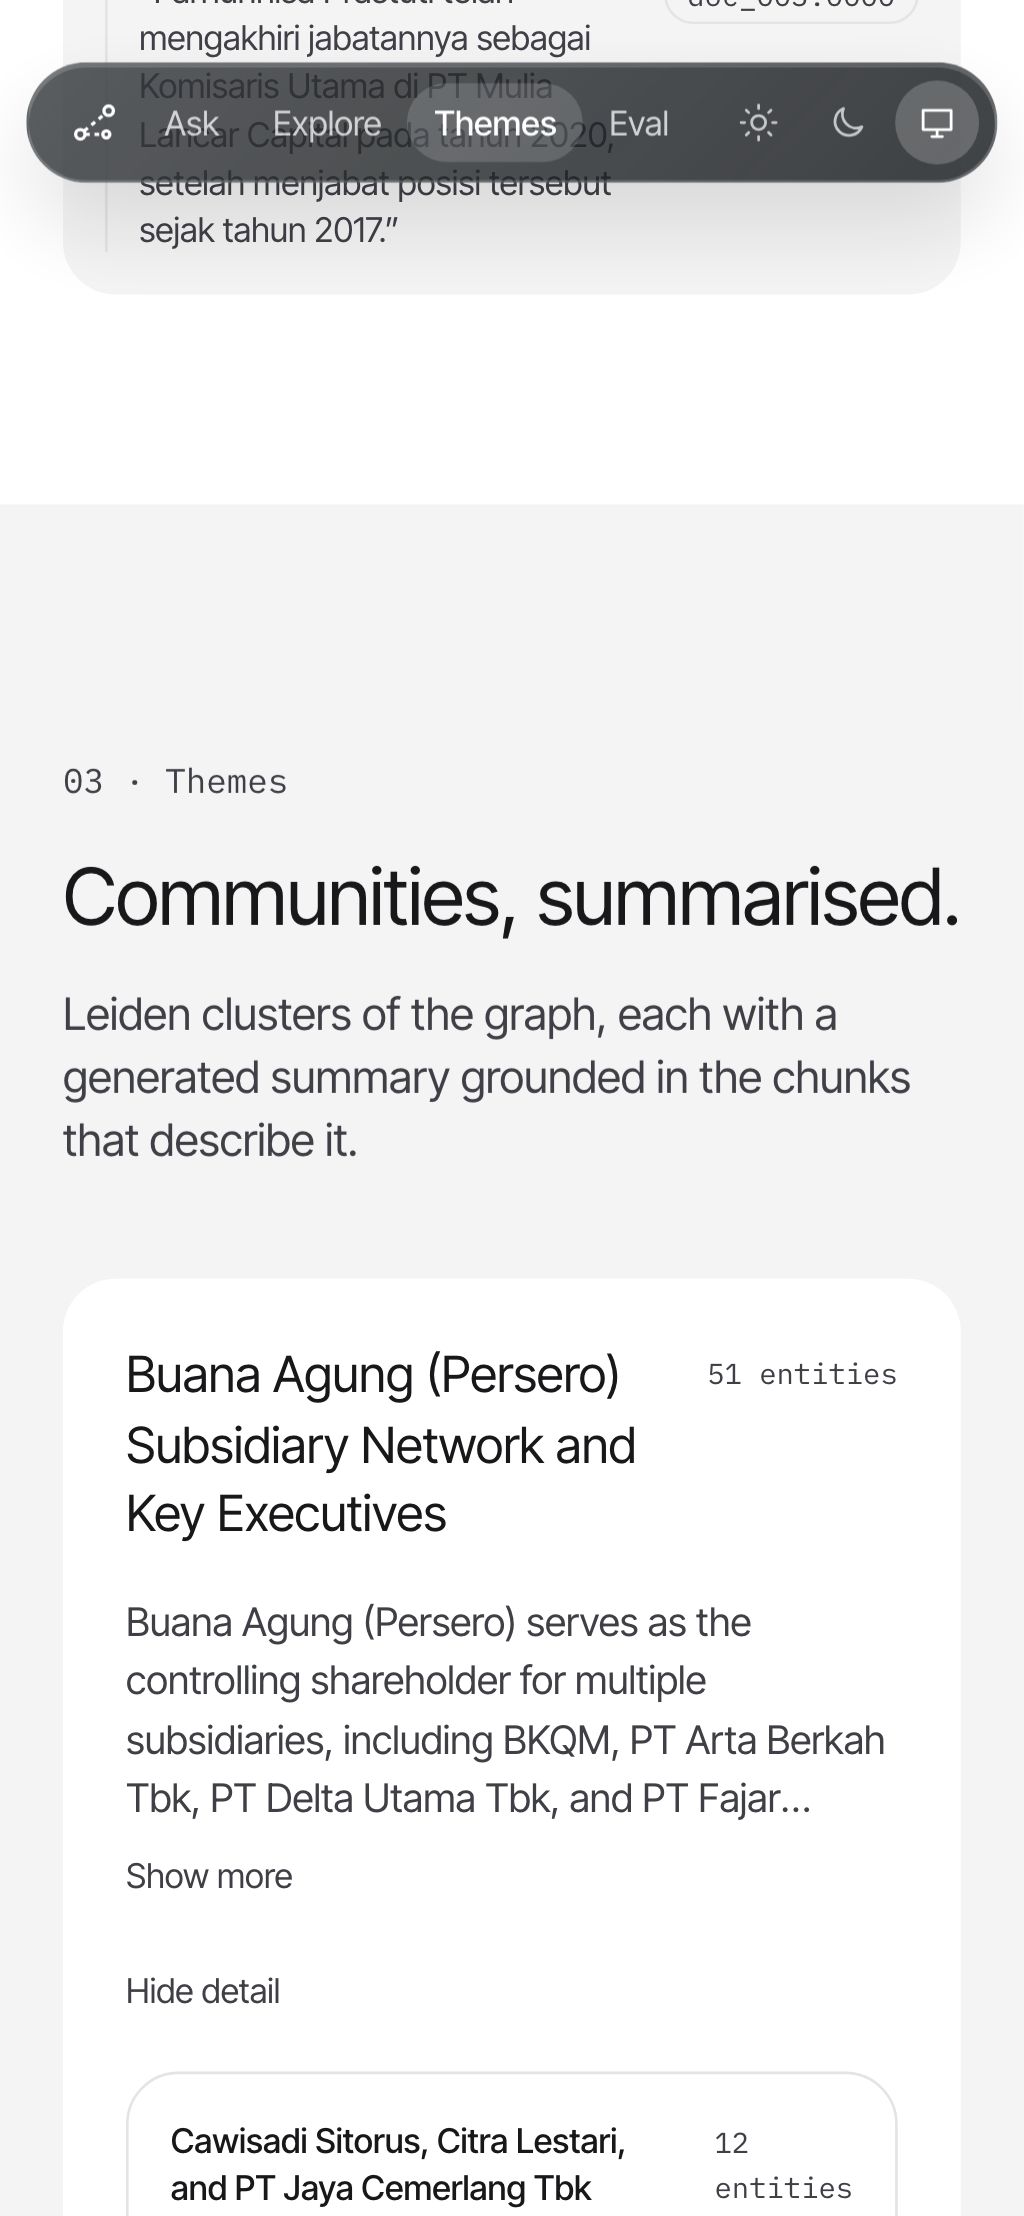 mengakhiri jabatannya sebagai
Komisaris Utama di PT Mulia
Lancar Capital pada tahun 2020,
setelah menjabat posisi tersebut
sejak tahun 2017.”
Ask Explore Themes Eval
03 · Themes
Communities, summarised.
Leiden clusters of the graph, each with a
generated summary grounded in the chunks
that describe it.
Buana Agung (Persero)
Subsidiary Network and
Key Executives
51 entities
Buana Agung (Persero) serves as the
controlling shareholder for multiple
subsidiaries, including BKQM, PT Arta Berkah
Tbk, PT Delta Utama Tbk, and PT Fajar…
Show more
Hide detail
Cawisadi Sitorus, Citra Lestari,
and PT Jaya Cemerlang Tbk
12
entities